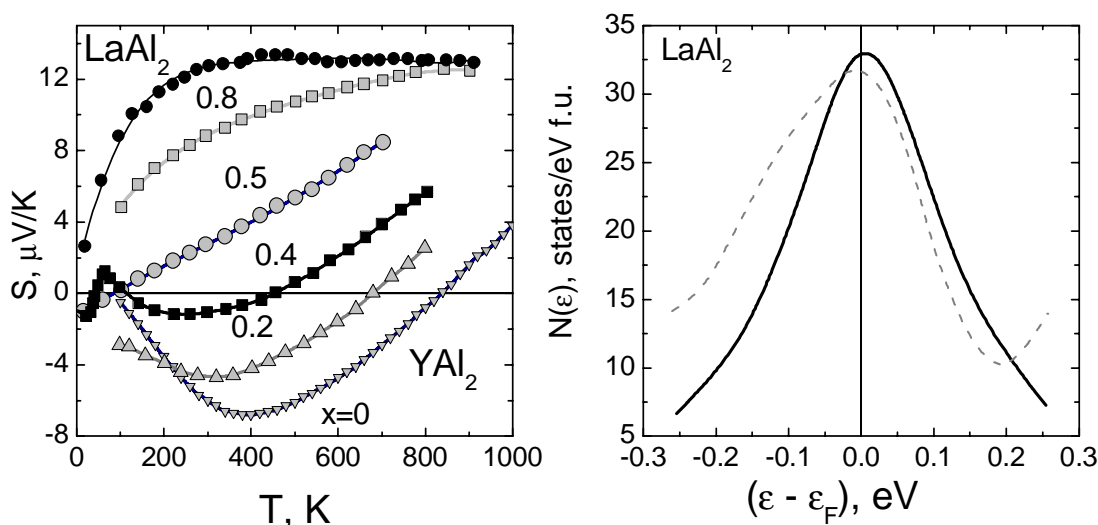 LaAl₂
0.8
0.5
0.4
0.2
YAl₂
x=0
12
8
4
0
-4
-8
S, μV/K
0 200 400 600 800 1000
T, K
LaAl₂
35
30
25
20
15
10
5
N(ε), states/eV f.u.
-0.3 -0.2 -0.1 0.0 0.1 0.2 0.3
(ε - ε_F), eV